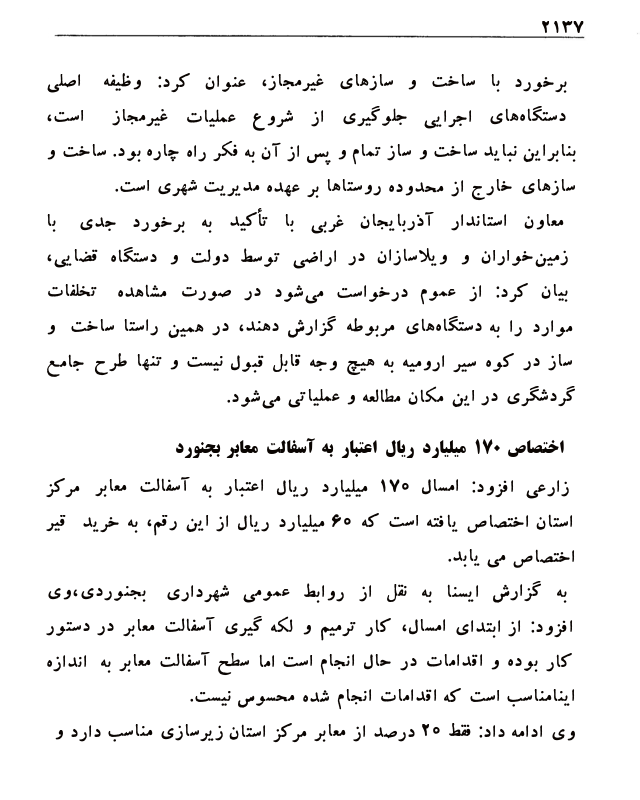 ۲۱۳۷
برخورد با ساخت و سازهای غیرمجاز، عنوان کرد: وظیفه اصلی
دستگاه‌های اجرایی جلوگیری از شروع عملیات غیرمجاز است،
بنابراین نباید ساخت و ساز تمام و پس از آن به فکر راه چاره بود. ساخت و
سازهای خارج از محدوده روستاها بر عهده مدیریت شهری است.
معاون استاندار آذربایجان غربی با تأکید به برخورد جدی با
زمین‌خواران و ویلاسازان در اراضی توسط دولت و دستگاه قضایی،
بیان کرد: از عموم درخواست می‌شود در صورت مشاهده تخلفات
موارد را به دستگاه‌های مربوطه گزارش دهند، در همین راستا ساخت و
ساز در کوه سیر ارومیه به هیچ وجه قابل قبول نیست و تنها طرح جامع
گردشگری در این مکان مطالعه و عملیاتی می‌شود.
اختصاص ۱۷۰ میلیارد ریال اعتبار به آسفالت معابر بجنورد
زارعی افزود: امسال ۱۷۰ میلیارد ریال اعتبار به آسفالت معابر مرکز
استان اختصاص یافته است که ۶۰ میلیارد ریال از این رقم، به خرید قیر
اختصاص می یابد.
به گزارش ایسنا به نقل از روابط عمومی شهرداری بجنوردی،وی
افزود: از ابتدای امسال، کار ترمیم و لکه گیری آسفالت معابر در دستور
کار بوده و اقدامات در حال انجام است اما سطح آسفالت معابر به اندازه
اینامناسب است که اقدامات انجام شده محسوس نیست.
وی ادامه داد: فقط ۲۰ درصد از معابر مرکز استان زیرسازی مناسب دارد و